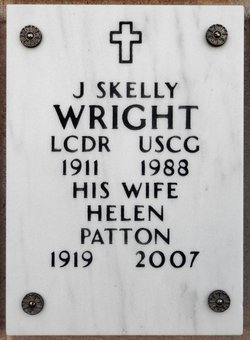 J SKELLY
WRIGHT
LCDR USCG
1911 1988
HIS WIFE
HELEN
PATTON
1919 2007